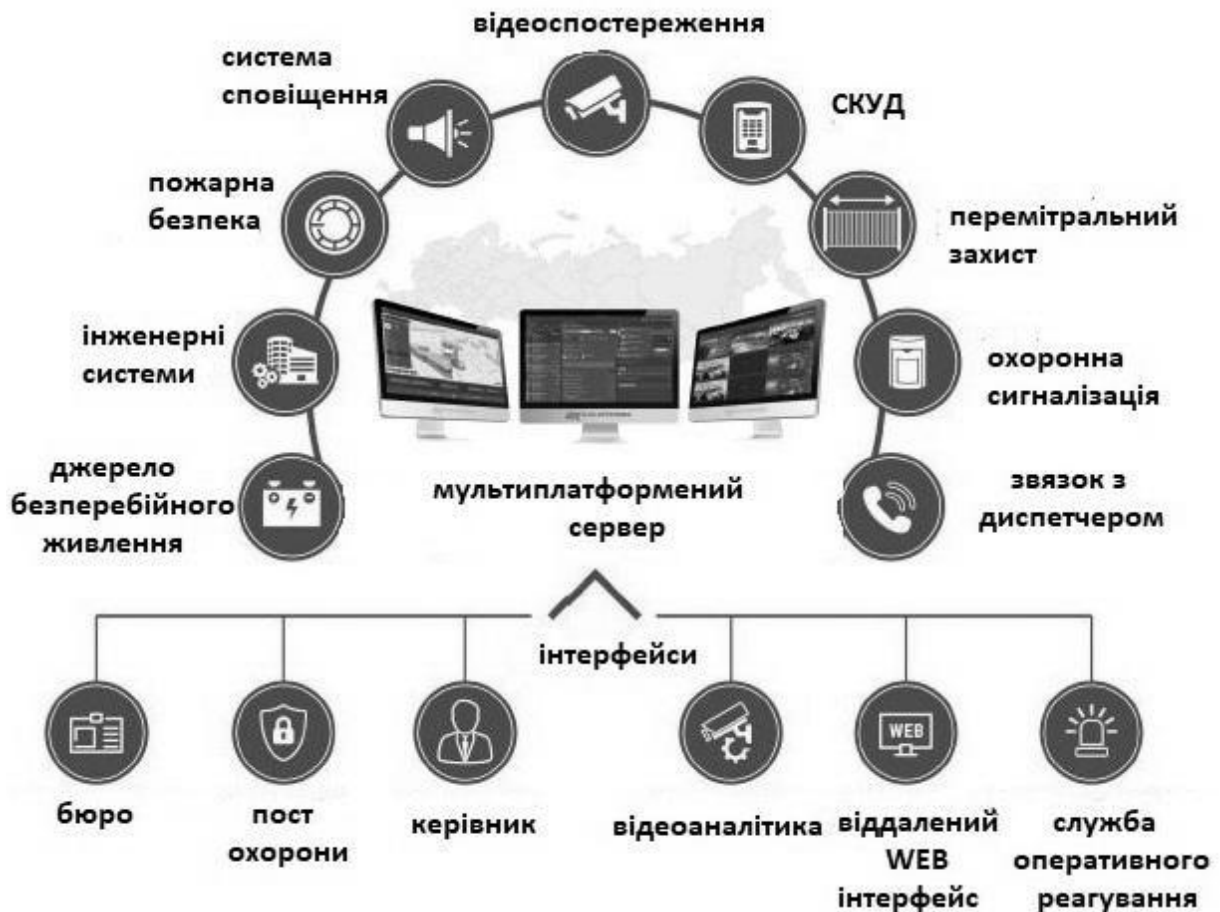 відеоспостереження
система
сповіщення
СКУД
пожарна
безпека
перемітральний
захист
інженерні
системи
охоронна
сигналізація
джерело
безперебійного
живлення
мультиплатформений
сервер
звязок з
диспетчером
інтерфейси
WEB
бюро
пост
охорони
керівник
відеоаналітика
віддалений
WEB
інтерфейс
служба
оперативного
реагування